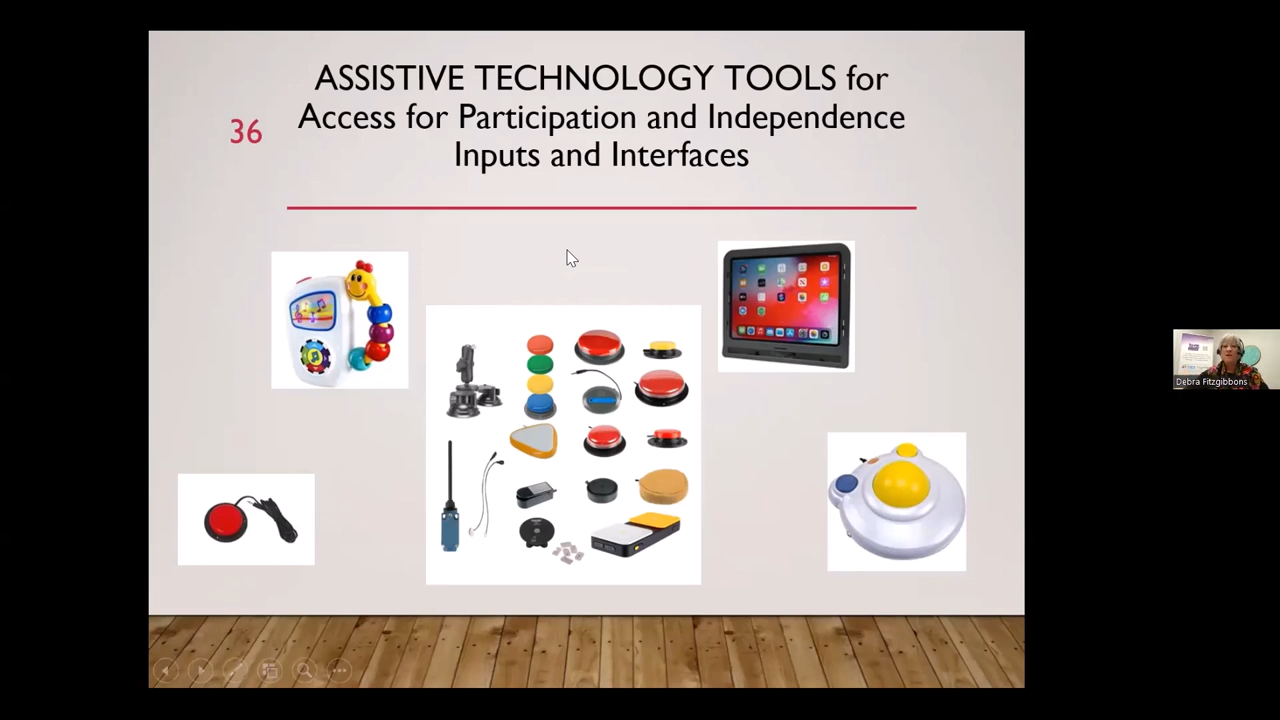 ASSISTIVE TECHNOLOGY TOOLS for
Access for Participation and Independence
Inputs and Interfaces
36
Debra Fitzgibbons